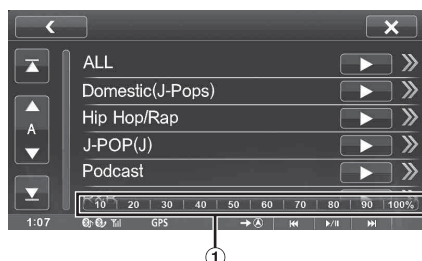 ALL
Domestic(J-Pops)
Hip Hop/Rap
A
J-POP(J)
Podcast
10 20 30 40 50 60 70 80 90 100%
1:07 GPS
1